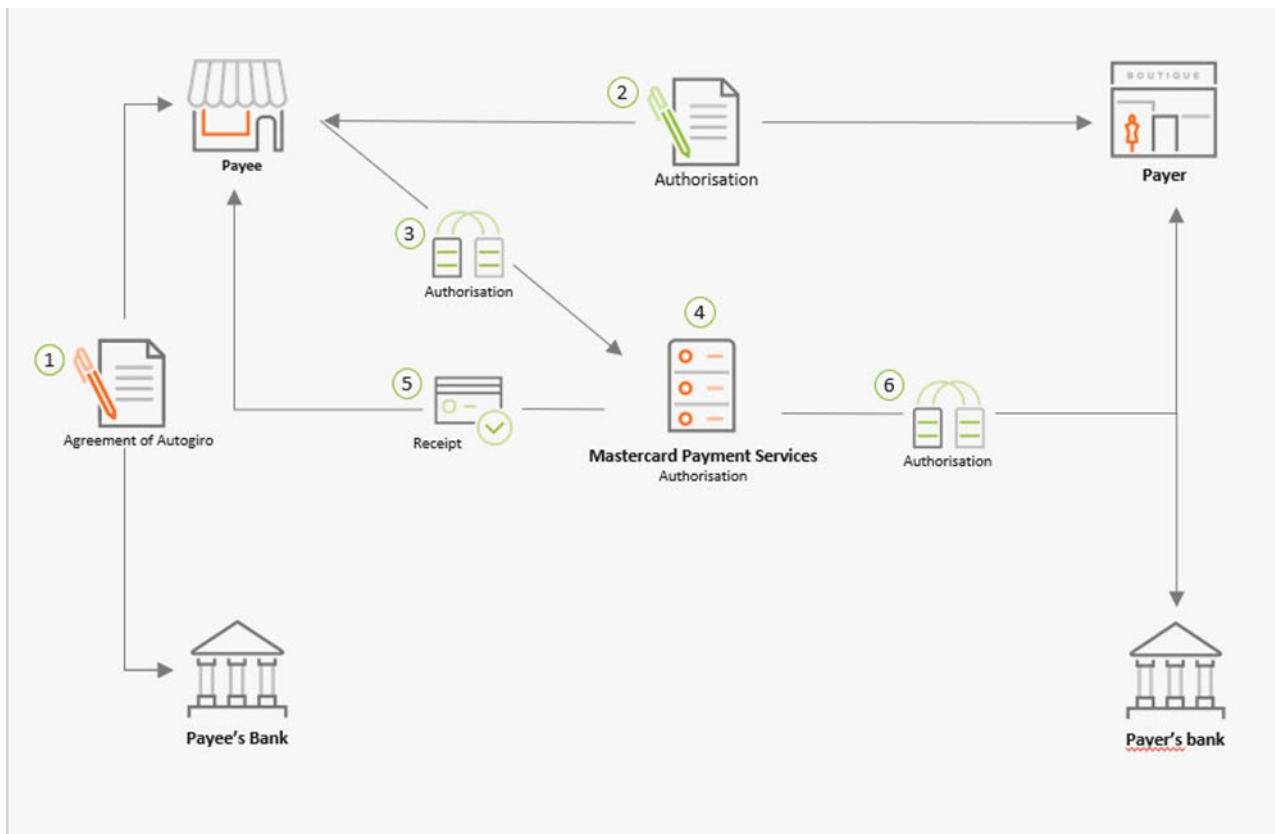 BOUTIQUE
2
Payee
Authorisation
Payer
3
Authorisation
4
1
5
6
Agreement of Autogiro
Receipt
Mastercard Payment Services
Authorisation
Authorisation
Payee's Bank
Payer's bank